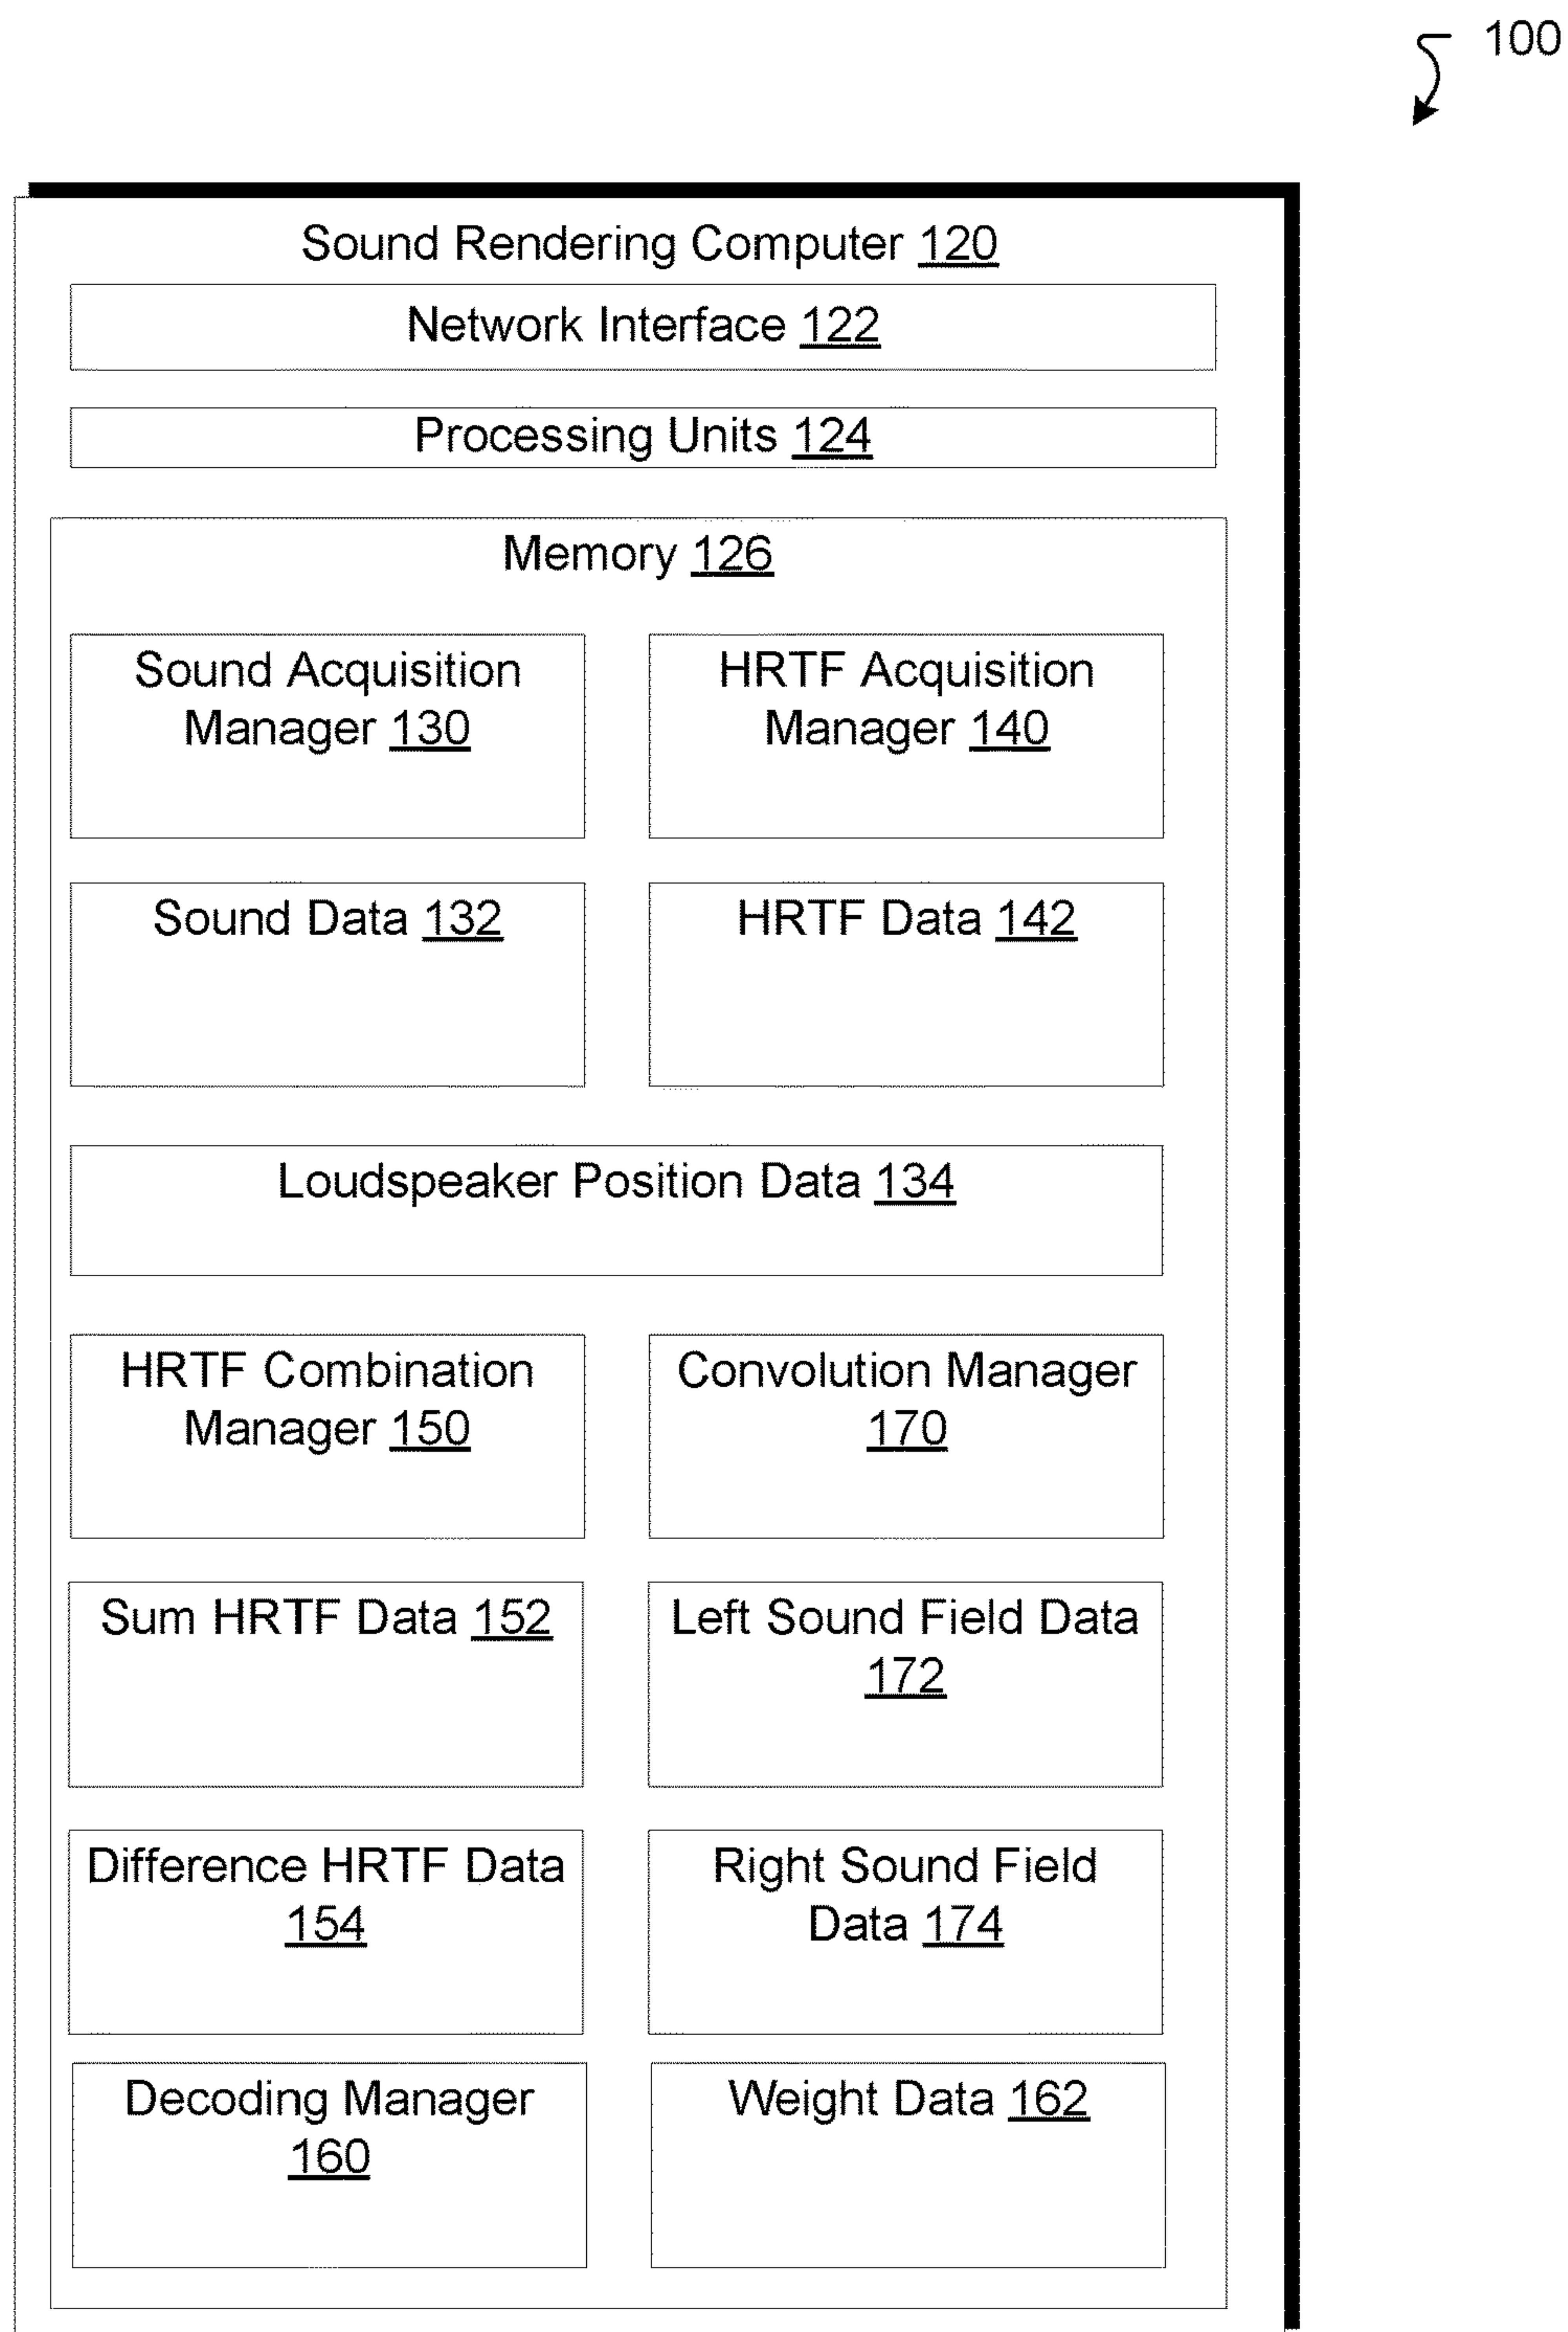 100
Sound Rendering Computer 120
Network Interface 122
Processing Units 124
Memory 126
Sound Acquisition
Manager 130
HRTF Acquisition
Manager 140
Sound Data 132
HRTF Data 142
Loudspeaker Position Data 134
HRTF Combination
Manager 150
Convolution Manager
170
Sum HRTF Data 152
Left Sound Field Data
172
Difference HRTF Data
154
Right Sound Field
Data 174
Decoding Manager
160
Weight Data 162